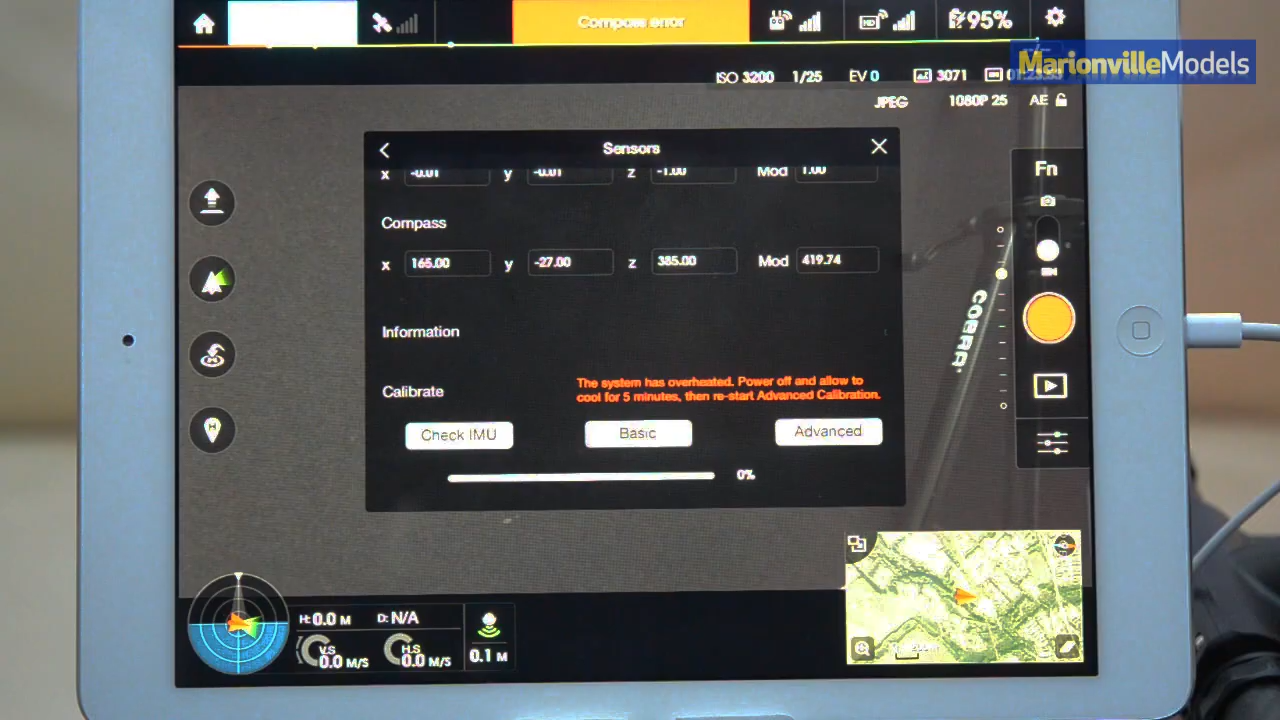 Compass error
HD
95%
MarionvilleModels
ISO 3200 1/25 EV 0 3071
JPEG 1080P 25 AE
Sensors
x -0.01 y -0.01 z -1.00 Mod 1.00
Fn
Compass
x 165.00 y -27.00 z 385.00 Mod 419.74
COBRA
Information
Calibrate
The system has overheated. Power off and allow to
cool for 5 minutes, then re-start Advanced Calibration.
Check IMU Basic Advanced
0%
H: 0.0 M D: N/A
V.S H.S
0.0 M/S 0.0 M/S 0.1 M